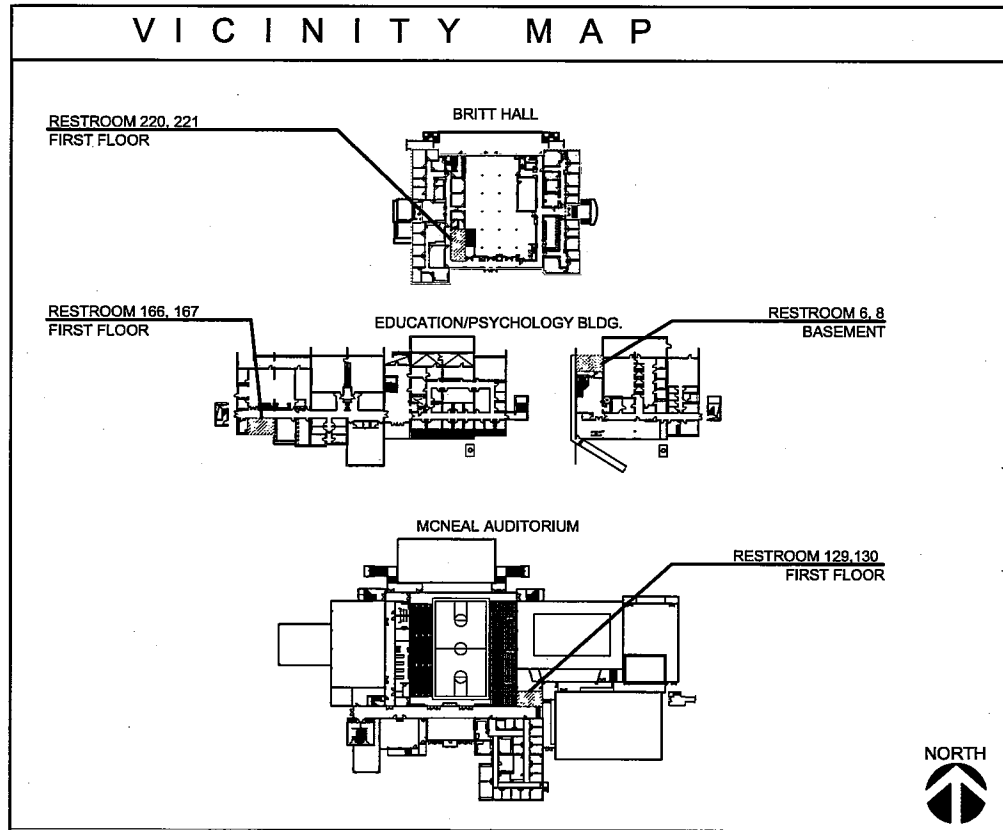 VICINITY MAP
RESTROOM 220, 221
FIRST FLOOR
BRITT HALL
RESTROOM 166, 167
FIRST FLOOR
EDUCATION/PSYCHOLOGY BLDG.
RESTROOM 6, 8
BASEMENT
MCNEAL AUDITORIUM
RESTROOM 129,130
FIRST FLOOR
NORTH